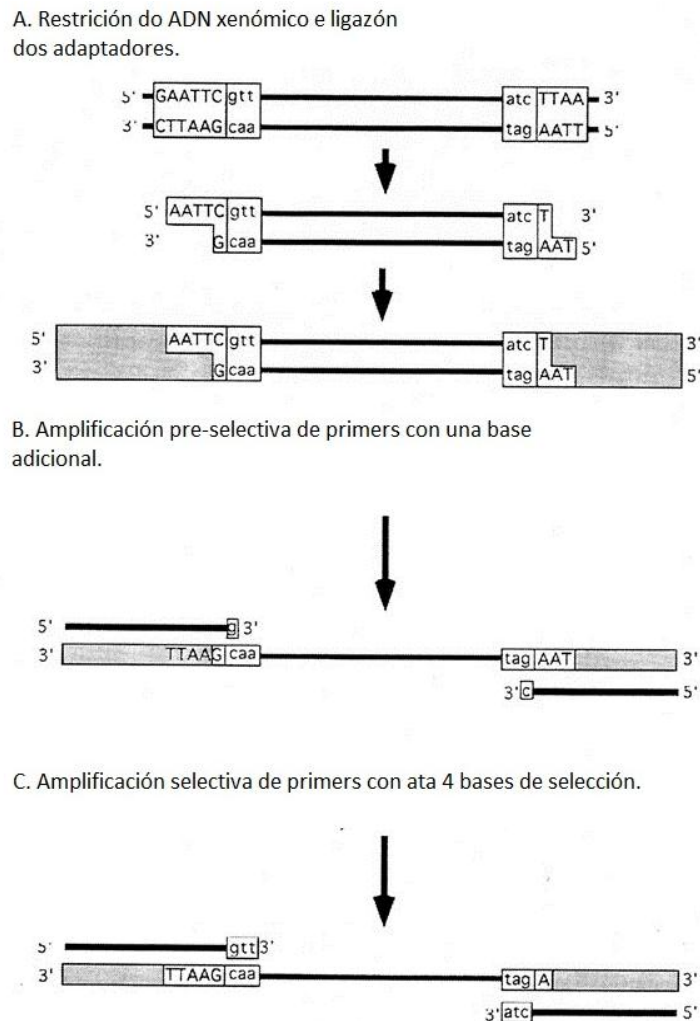 A. Restrición do ADN xenómico e ligazón
dos adaptadores.
5' GAATTC gtt atc TTAA 3'
3' CTTAAG caa tag AATT 5'
5' AATTC gtt atc T 3'
3' G caa tag AAT 5'
5' AATTC gtt atc T 3'
3' G caa tag AAT 5'
B. Amplificación pre-selectiva de primers con una base
adicional.
5' g 3'
3' TTAAG caa tag AAT 3'
3' c 5'
C. Amplificación selectiva de primers con ata 4 bases de selección.
5' gtt 3'
3' TTAAG caa tag A 3'
3' atc 5'